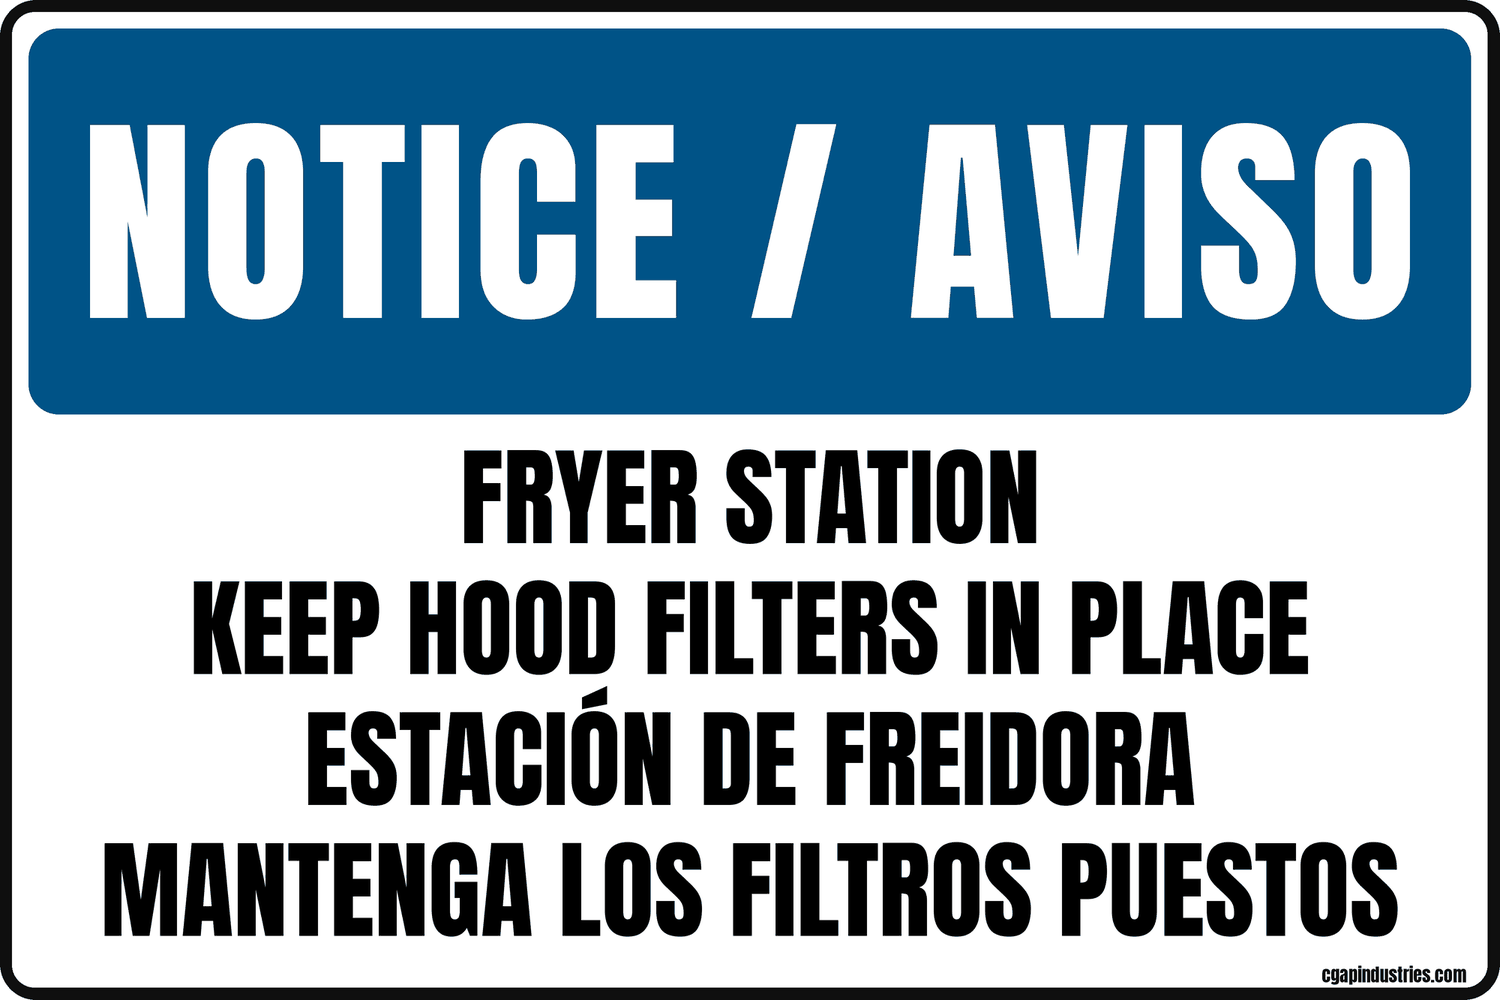 NOTICE / AVISO
FRYER STATION
KEEP HOOD FILTERS IN PLACE
ESTACIÓN DE FREIDORA
MANTENGA LOS FILTROS PUESTOS
cgapindustries.com